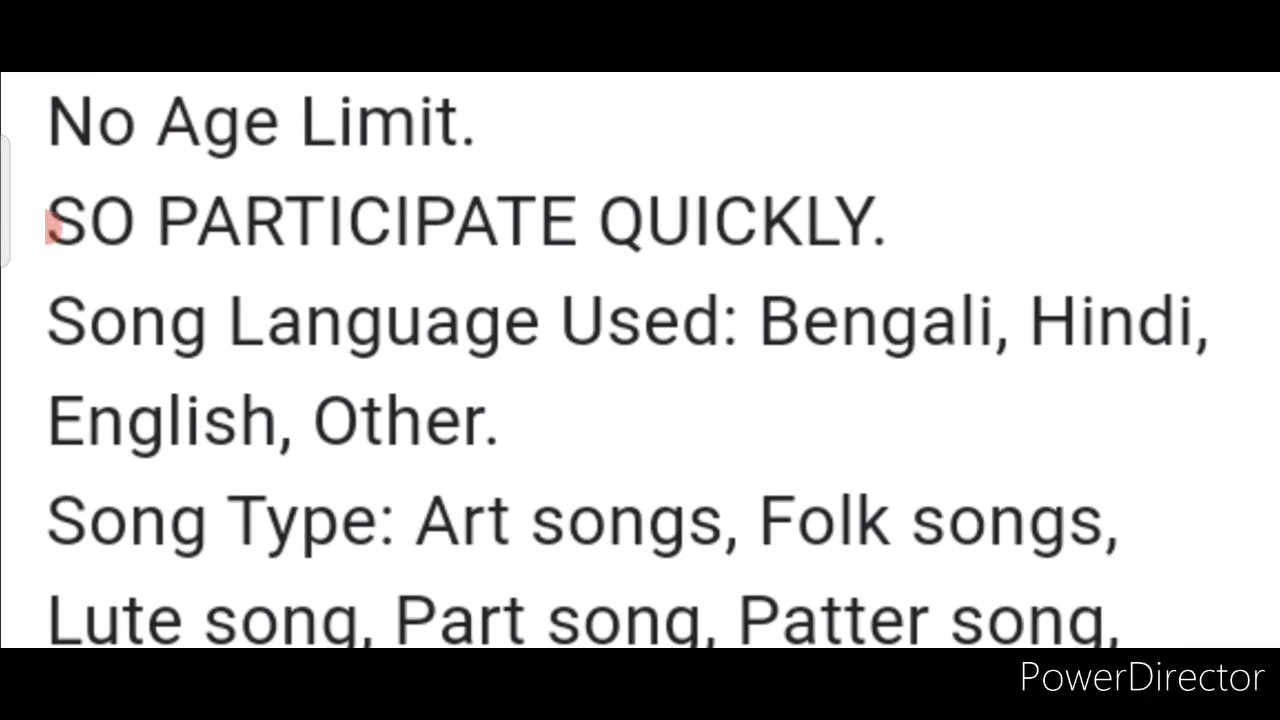 No Age Limit.
SO PARTICIPATE QUICKLY.
Song Language Used: Bengali, Hindi,
English, Other.
Song Type: Art songs, Folk songs,
Lute song, Part song, Patter song,
PowerDirector